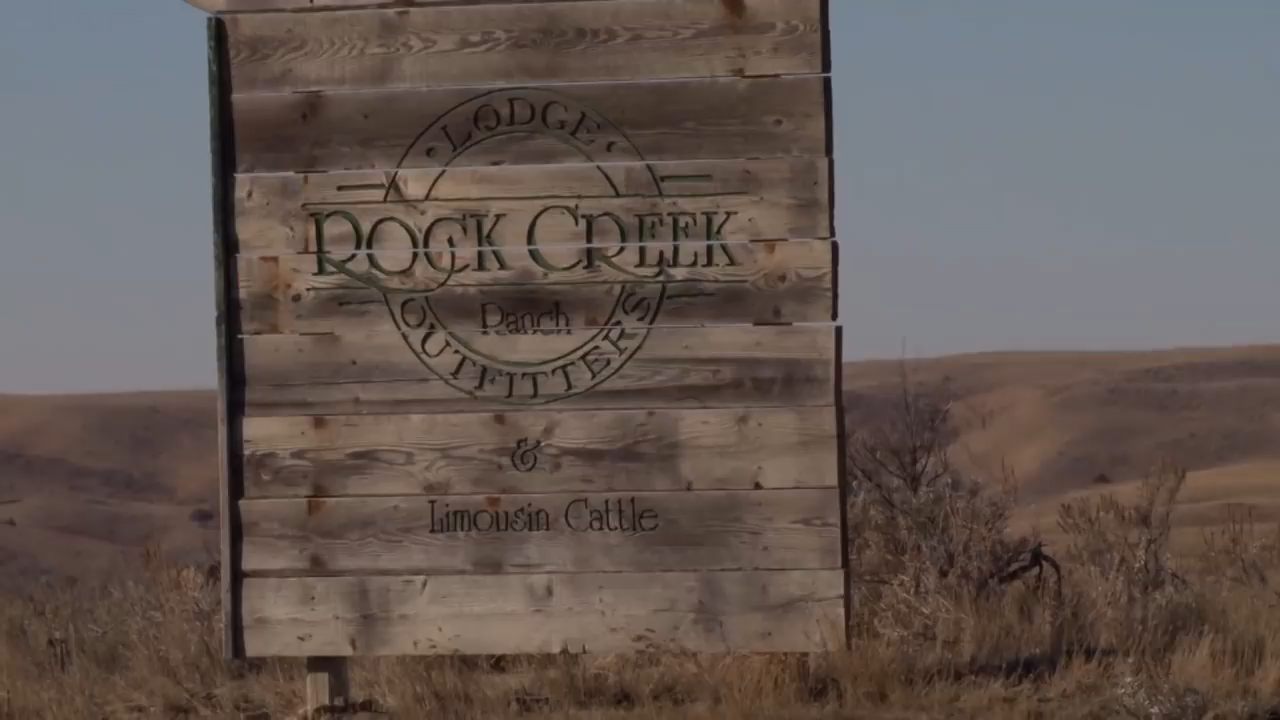 • LODGE •
ROCK CREEK
Ranch
OUTFITTERS
&
Limousin Cattle